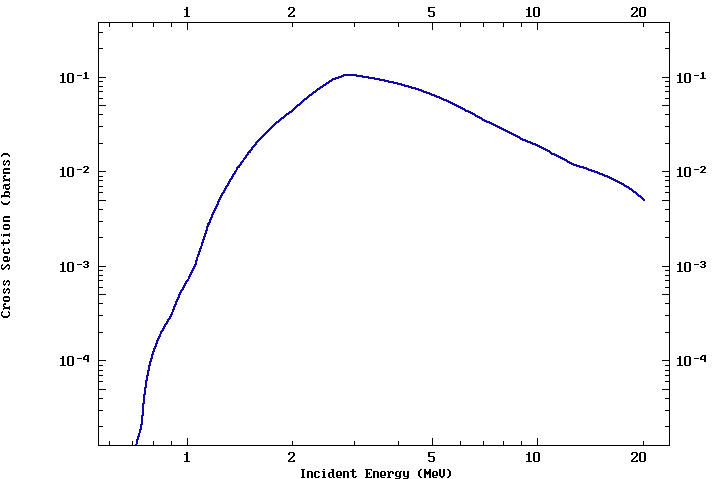 1 2 5 10 20
10⁻¹ 10⁻¹
10⁻² 10⁻²
10⁻³ 10⁻³
10⁻⁴ 10⁻⁴
Cross Section (barns)
1 2 5 10 20
Incident Energy (MeV)